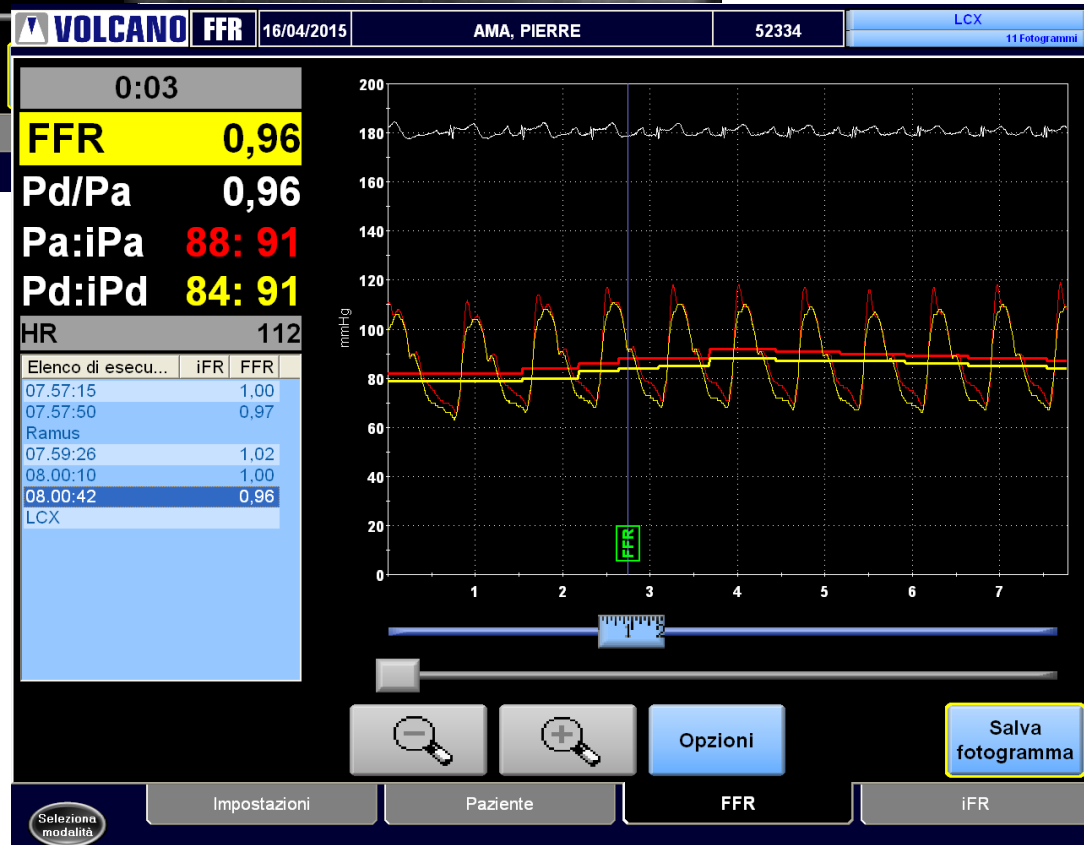 VOLCANO FFR 16/04/2015 AMA, PIERRE 52334 LCX
11 Fotogrammi
0:03
FFR 0,96
Pd/Pa 0,96
Pa:iPa 88: 91
Pd:iPd 84: 91
HR 112
Elenco di esecu... iFR FFR
07.57:15 1,00
07.57:50 0,97
Ramus
07.59:26 1,02
08.00:10 1,00
08.00:42 0,96
LCX
200
180
160
140
120
100
80
60
40
20
0
mmHg
FFR
1 2 3 4 5 6 7
1 2
Opzioni
Salva
fotogramma
Seleziona
modalità
Impostazioni Paziente FFR iFR